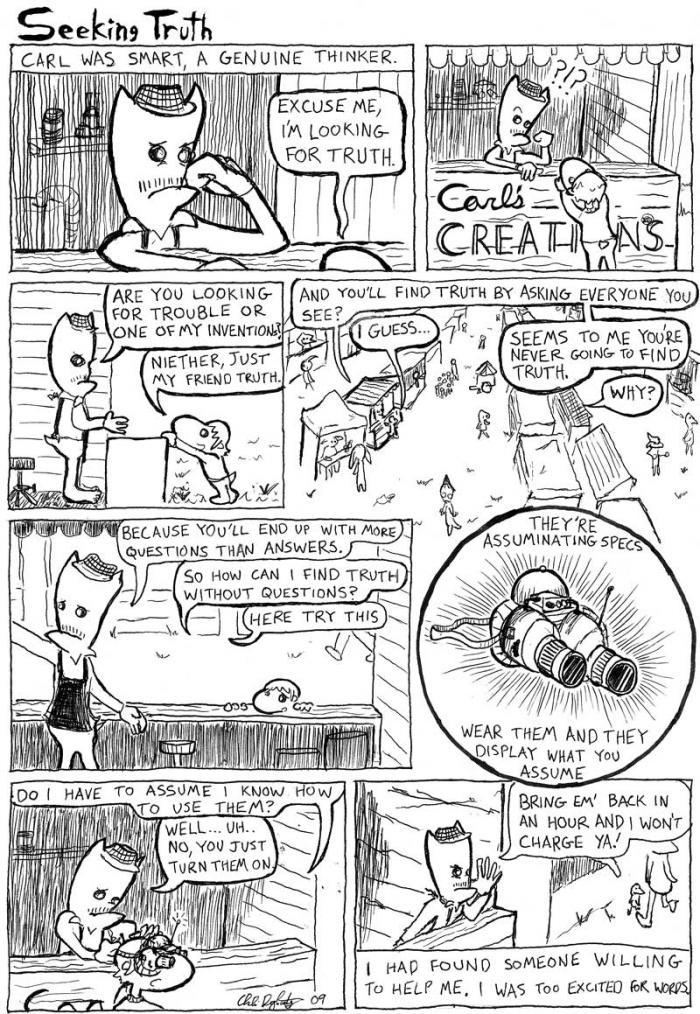 Seeking Truth
CARL WAS SMART, A GENUINE THINKER.
EXCUSE ME,
I'M LOOKING
FOR TRUTH.
?!?
Carl's
CREATI NS
ARE YOU LOOKING
FOR TROUBLE OR
ONE OF MY INVENTIONS?
NIETHER, JUST
MY FRIEND TRUTH.
AND YOU'LL FIND TRUTH BY ASKING EVERYONE YOU
SEE?
I GUESS...
SEEMS TO ME YOU'RE
NEVER GOING TO FIND
TRUTH.
WHY?
BECAUSE YOU'LL END UP WITH MORE
QUESTIONS THAN ANSWERS.
SO HOW CAN I FIND TRUTH
WITHOUT QUESTIONS?
HERE TRY THIS
THEY'RE
ASSUMINATING SPECS
WEAR THEM AND THEY
DISPLAY WHAT YOU
ASSUME
DO I HAVE TO ASSUME I KNOW HOW
TO USE THEM?
WELL... UH..
NO, YOU JUST
TURN THEM ON.
09
BRING EM' BACK IN
AN HOUR AND I WON'T
CHARGE YA!
I HAD FOUND SOMEONE WILLING
TO HELP ME. I WAS TOO EXCITED FOR WORDS.